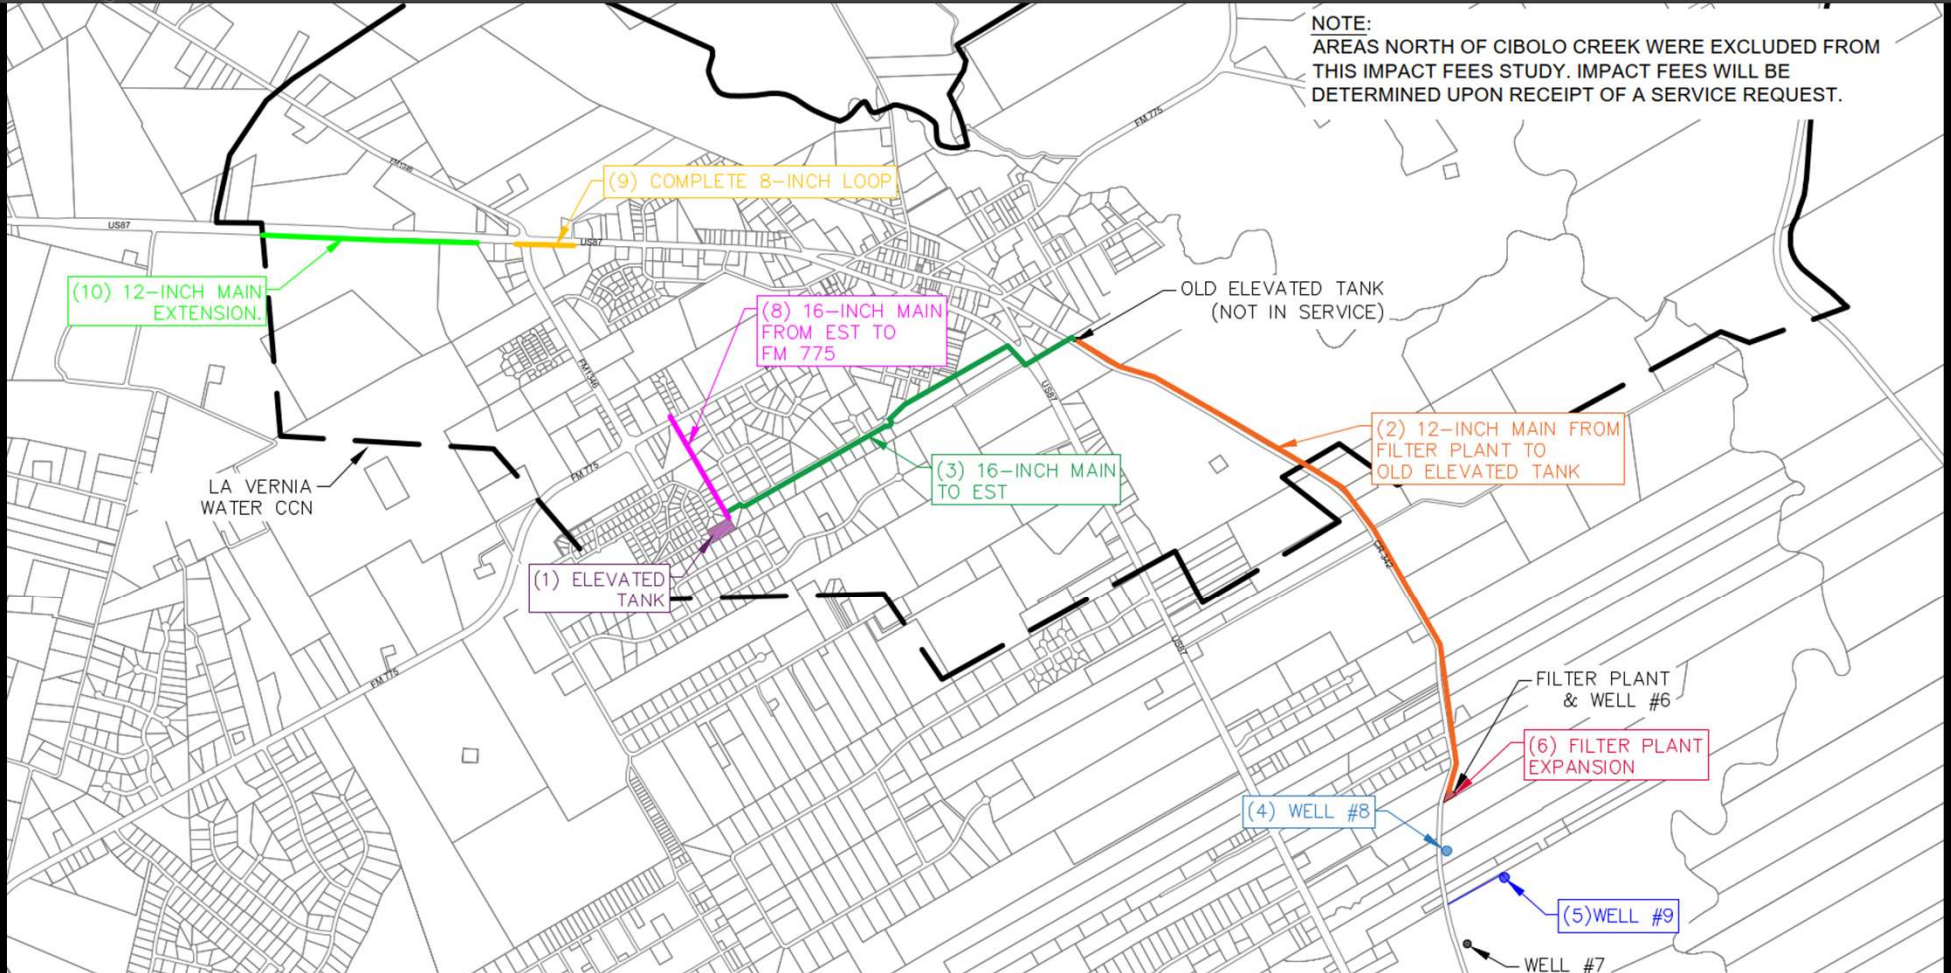 NOTE:
AREAS NORTH OF CIBOLO CREEK WERE EXCLUDED FROM
THIS IMPACT FEES STUDY. IMPACT FEES WILL BE
DETERMINED UPON RECEIPT OF A SERVICE REQUEST.
FM 775
FM1346
(9) COMPLETE 8-INCH LOOP
US87
US87
(10) 12-INCH MAIN
EXTENSION.
OLD ELEVATED TANK
(NOT IN SERVICE)
(8) 16-INCH MAIN
FROM EST TO
FM 775
FM1346
US87
(2) 12-INCH MAIN FROM
FILTER PLANT TO
OLD ELEVATED TANK
(3) 16-INCH MAIN
TO EST
FM 775
LA VERNIA
WATER CCN
CR 342
(1) ELEVATED
TANK
US87
FM 775
FILTER PLANT
& WELL #6
(6) FILTER PLANT
EXPANSION
(4) WELL #8
(5)WELL #9
WELL #7